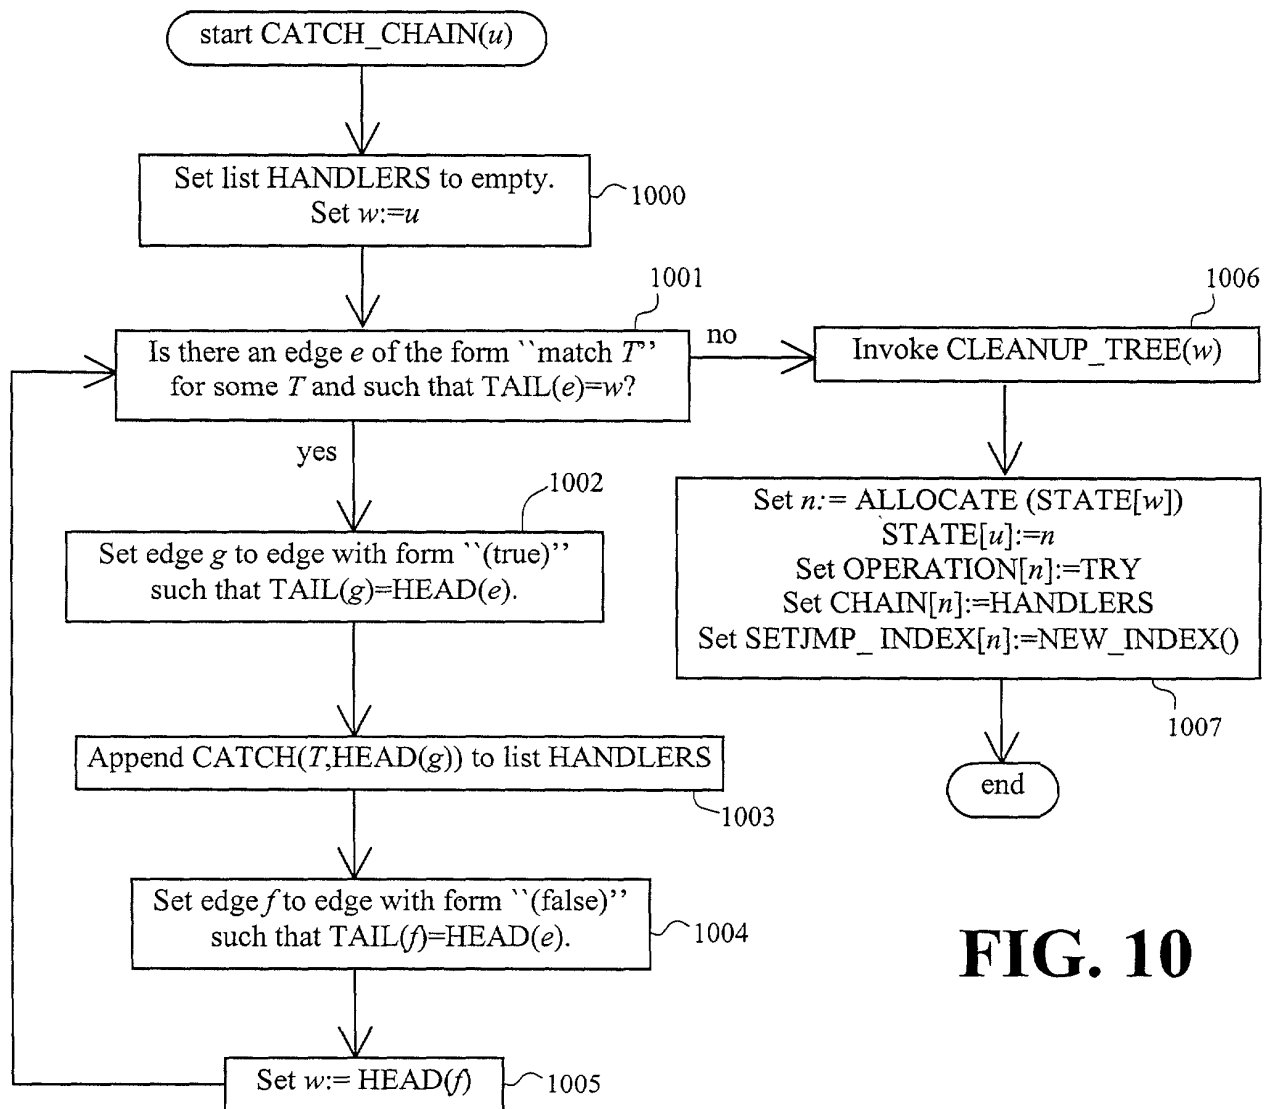 start CATCH_CHAIN(u)
Set list HANDLERS to empty.
Set w:=u
1000
1001
Is there an edge e of the form ``match T''
for some T and such that TAIL(e)=w?
no
1006
Invoke CLEANUP_TREE(w)
yes
1002
Set edge g to edge with form ``(true)''
such that TAIL(g)=HEAD(e).
Set n:= ALLOCATE (STATE[w])
STATE[u]:=n
Set OPERATION[n]:=TRY
Set CHAIN[n]:=HANDLERS
Set SETJMP_ INDEX[n]:=NEW_INDEX()
1007
end
Append CATCH(T,HEAD(g)) to list HANDLERS
1003
Set edge f to edge with form ``(false)''
such that TAIL(f)=HEAD(e).
1004
FIG. 10
Set w:= HEAD(f)
1005